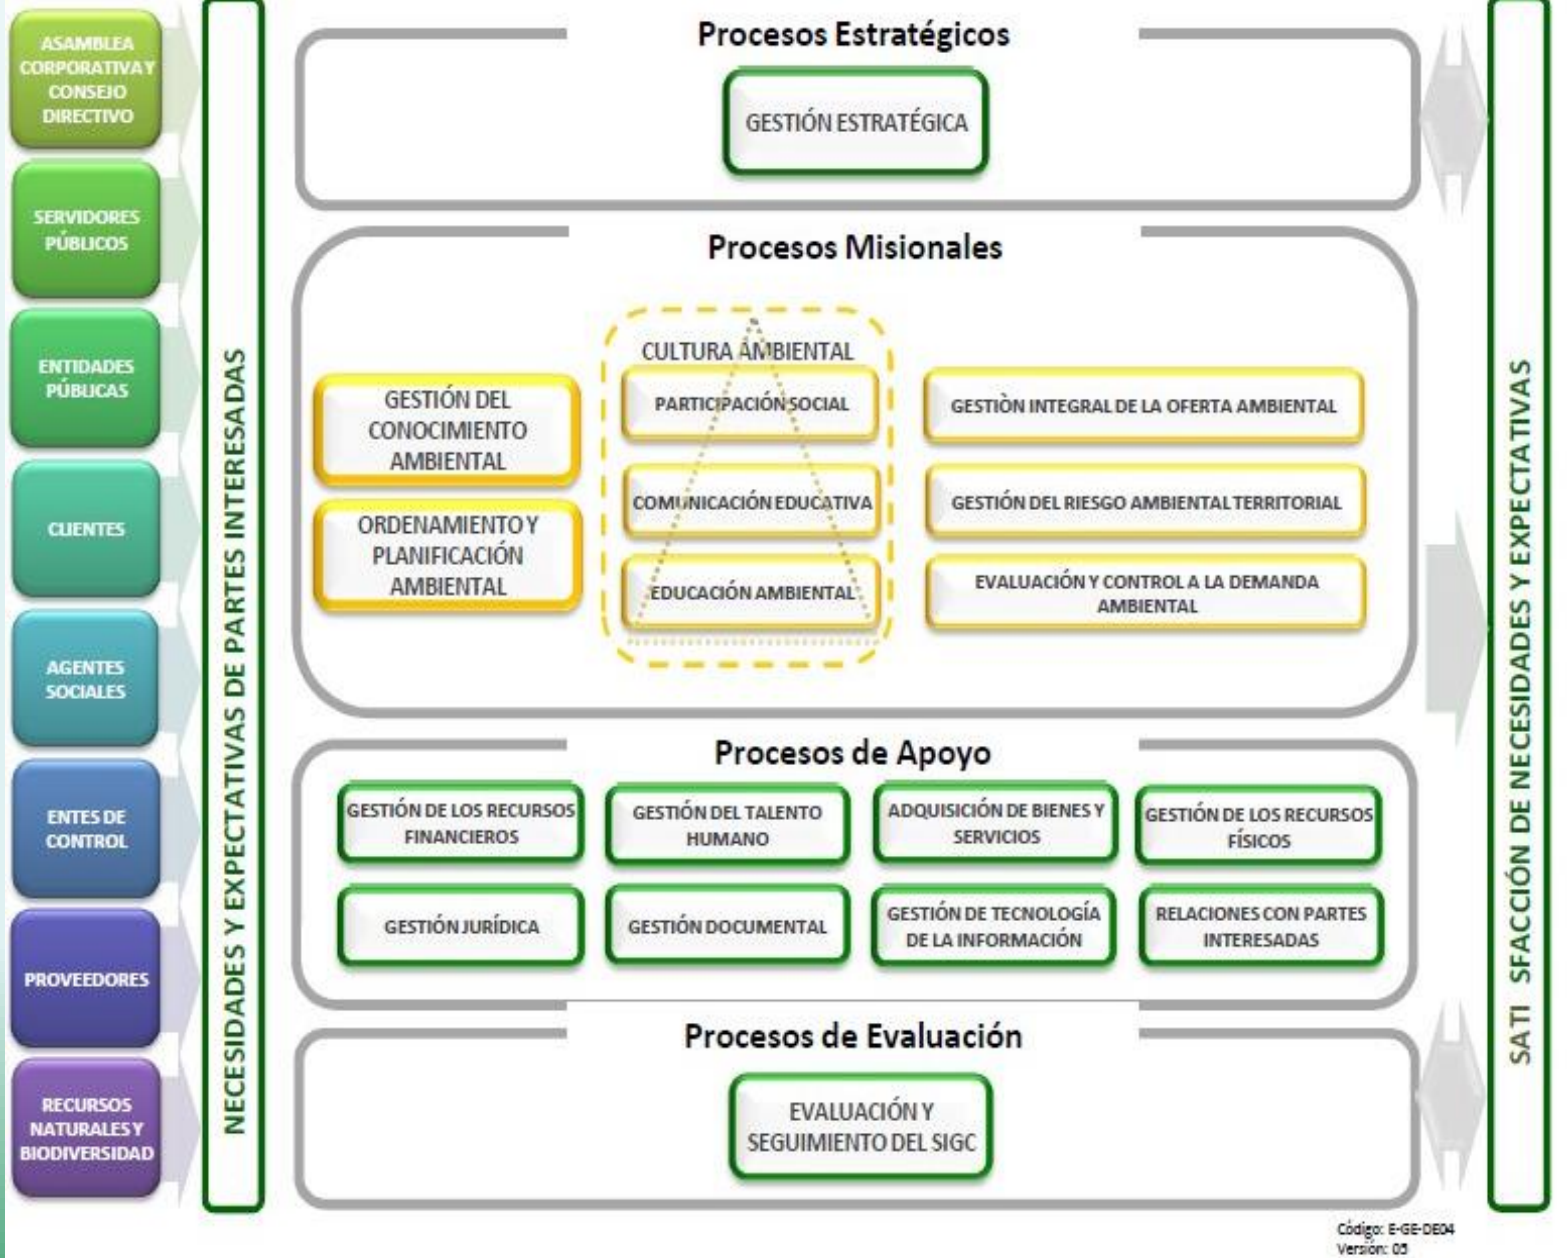 ASAMBLEA
CORPORATIVA Y
CONSEJO
DIRECTIVO
SERVIDORES
PÚBLICOS
ENTIDADES
PÚBLICAS
CLIENTES
AGENTES
SOCIALES
ENTES DE
CONTROL
PROVEEDORES
RECURSOS
NATURALES Y
BIODIVERSIDAD
NECESIDADES Y EXPECTATIVAS DE PARTES INTERESADAS
Procesos Estratégicos
GESTIÓN ESTRATÉGICA
Procesos Misionales
GESTIÓN DEL
CONOCIMIENTO
AMBIENTAL
ORDENAMIENTO Y
PLANIFICACIÓN
AMBIENTAL
CULTURA AMBIENTAL
PARTICIPACIÓN SOCIAL
COMUNICACIÓN EDUCATIVA
EDUCACIÓN AMBIENTAL
GESTIÒN INTEGRAL DE LA OFERTA AMBIENTAL
GESTIÓN DEL RIESGO AMBIENTAL TERRITORIAL
EVALUACIÓN Y CONTROL A LA DEMANDA
AMBIENTAL
Procesos de Apoyo
GESTIÓN DE LOS RECURSOS
FINANCIEROS
GESTIÓN DEL TALENTO
HUMANO
ADQUISICIÓN DE BIENES Y
SERVICIOS
GESTIÓN DE LOS RECURSOS
FÍSICOS
GESTIÓN JURÍDICA
GESTIÓN DOCUMENTAL
GESTIÓN DE TECNOLOGÍA
DE LA INFORMACIÓN
RELACIONES CON PARTES
INTERESADAS
Procesos de Evaluación
EVALUACIÓN Y
SEGUIMIENTO DEL SIGC
SATI SFACCIÓN DE NECESIDADES Y EXPECTATIVAS
Código: E-GE-DE04
Versión: 05